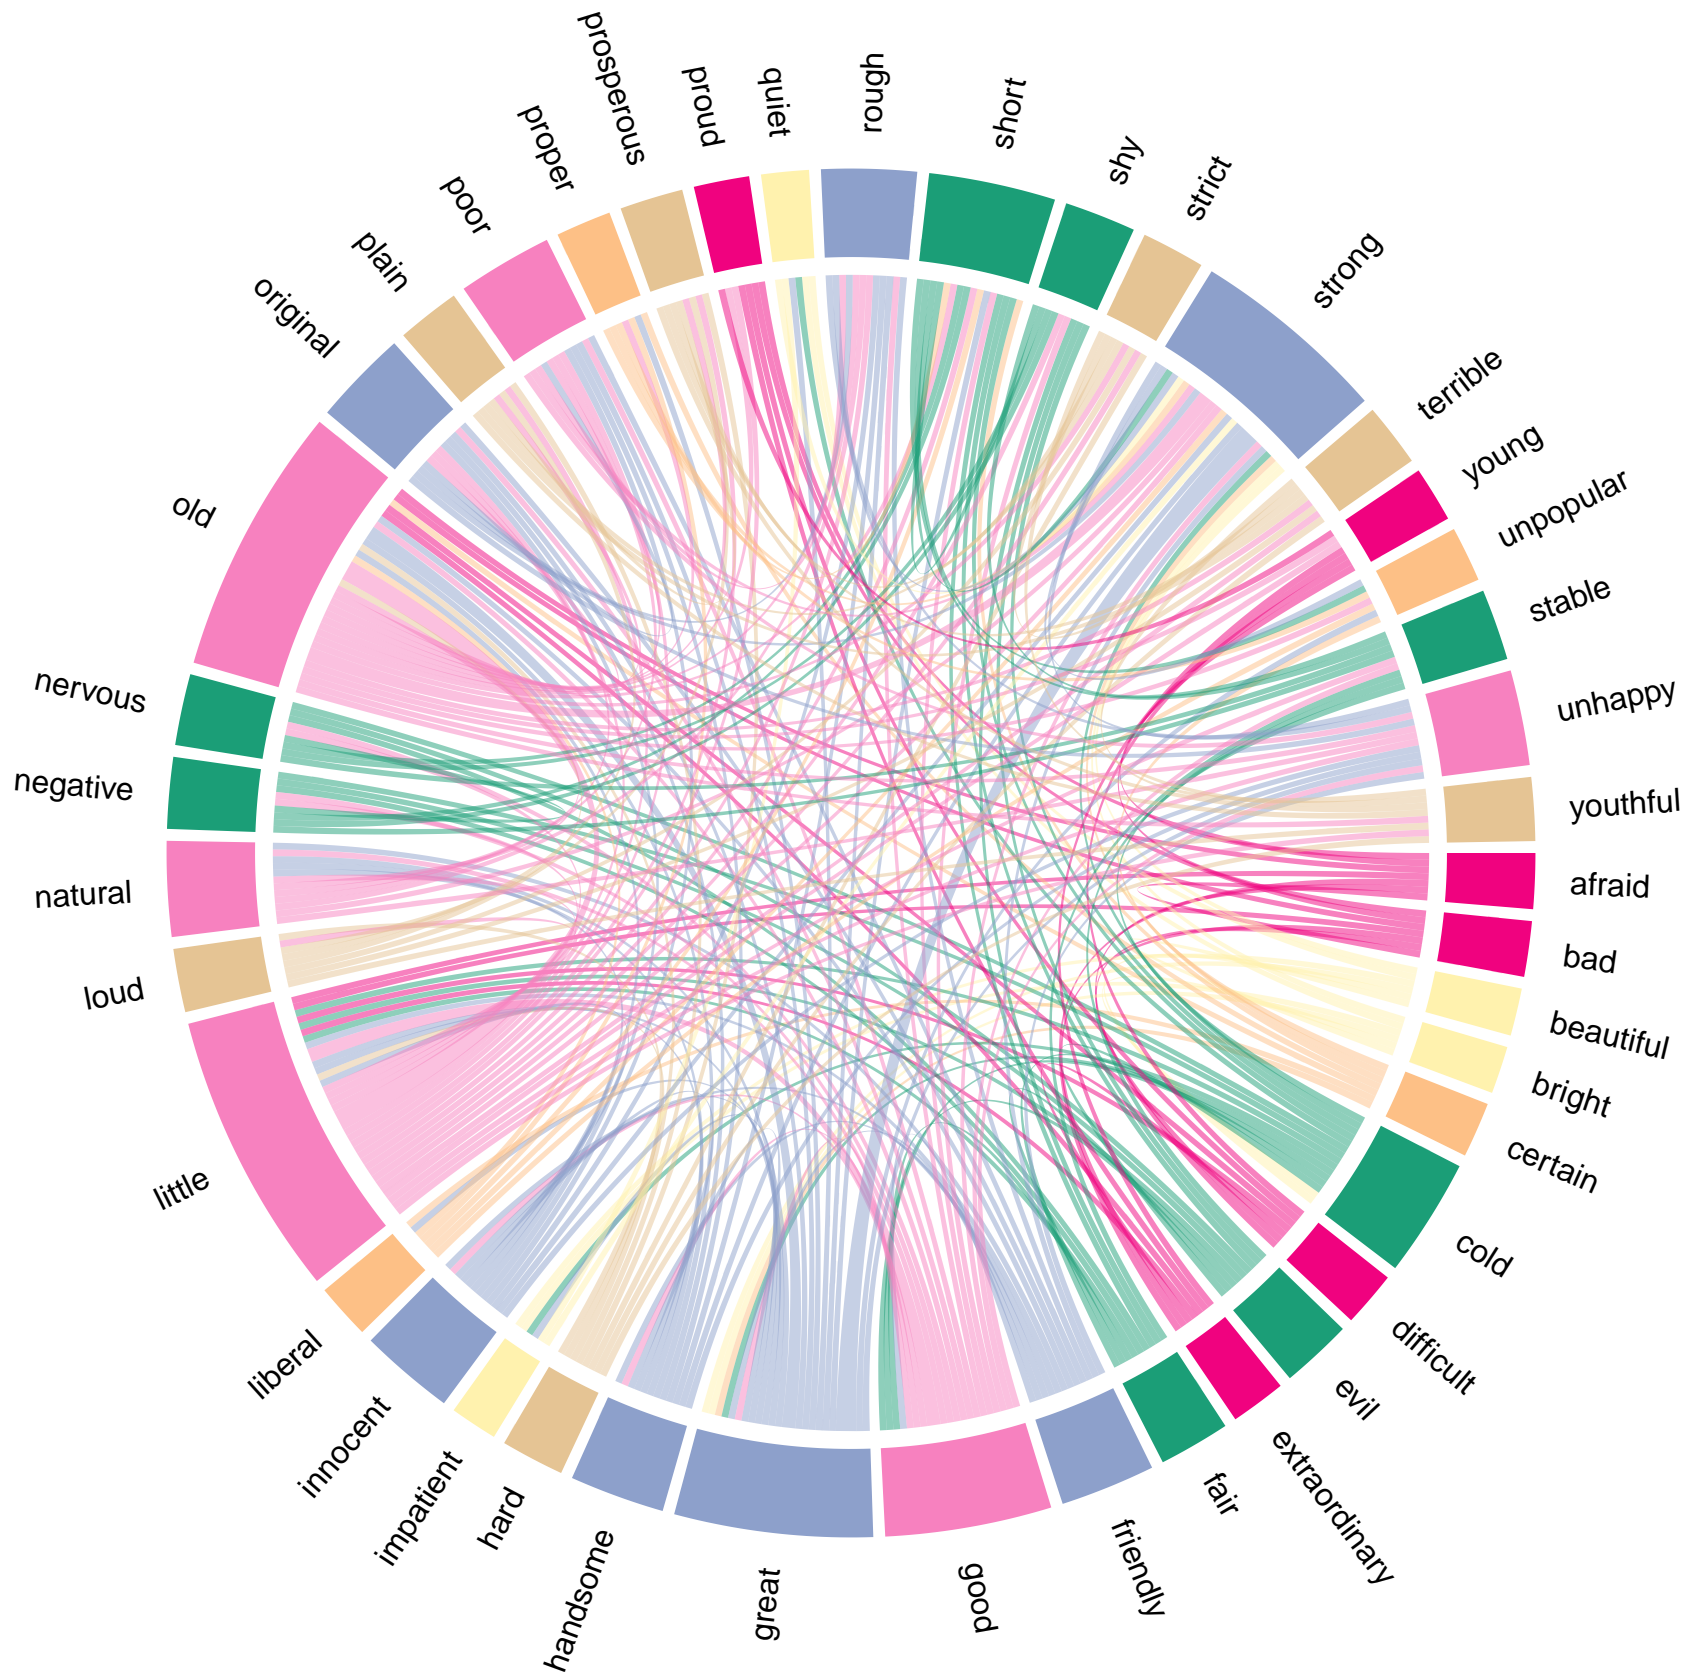 prosperous
proud
quiet
rough
short
shy
strict
strong
terrible
young
unpopular
stable
unhappy
youthful
afraid
bad
beautiful
bright
certain
cold
difficult
evil
extraordinary
fair
friendly
good
great
handsome
hard
impatient
innocent
liberal
little
loud
natural
negative
nervous
old
original
plain
poor
proper